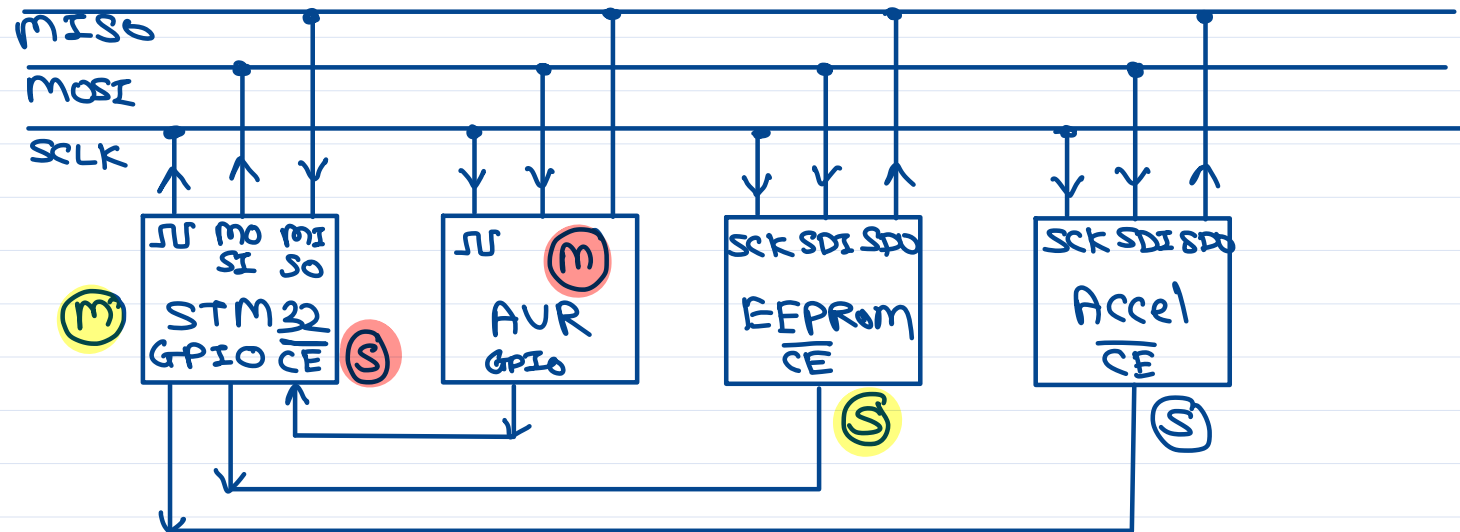 MISO
MOSI
SCLK
MO MI
SI SO
M
STM32
GPIO CE
S
M
AVR
GPIO
SCK SDI SDO
EEPROM
CE
S
SCK SDI SDO
Accel
CE
S